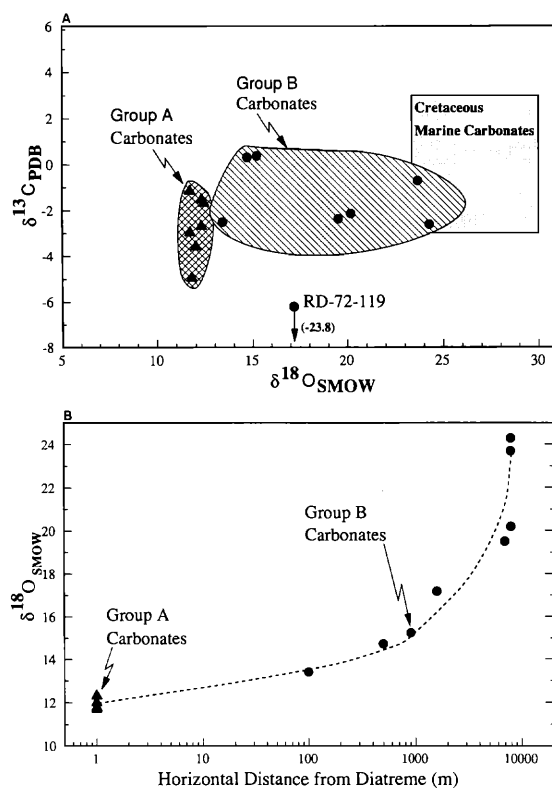 A
6
4
2
0
-2
-4
-6
-8
δ13CPDB
Group A
Carbonates
Group B
Carbonates
Cretaceous
Marine Carbonates
RD-72-119
(-23.8)
5
10
15
20
25
30
δ18OSMOW
B
24
22
20
18
16
14
12
10
δ18OSMOW
Group A
Carbonates
Group B
Carbonates
1
10
100
1000
10000
Horizontal Distance from Diatreme (m)